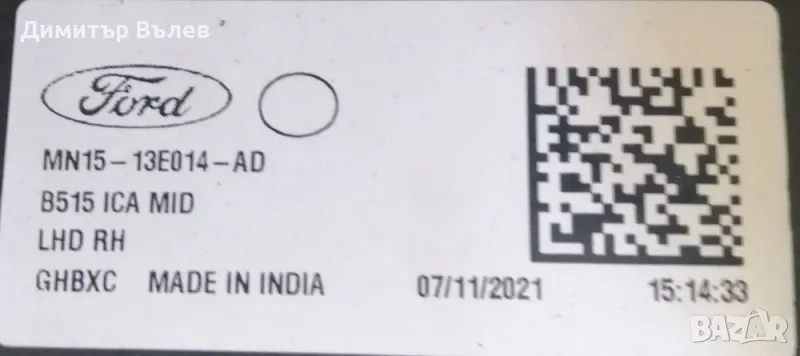 Димитър Вълев
Ford
MN15-13E014-AD
B515 ICA MID
LHD RH
GHBXC MADE IN INDIA 07/11/2021 15:14:33
BAZAR